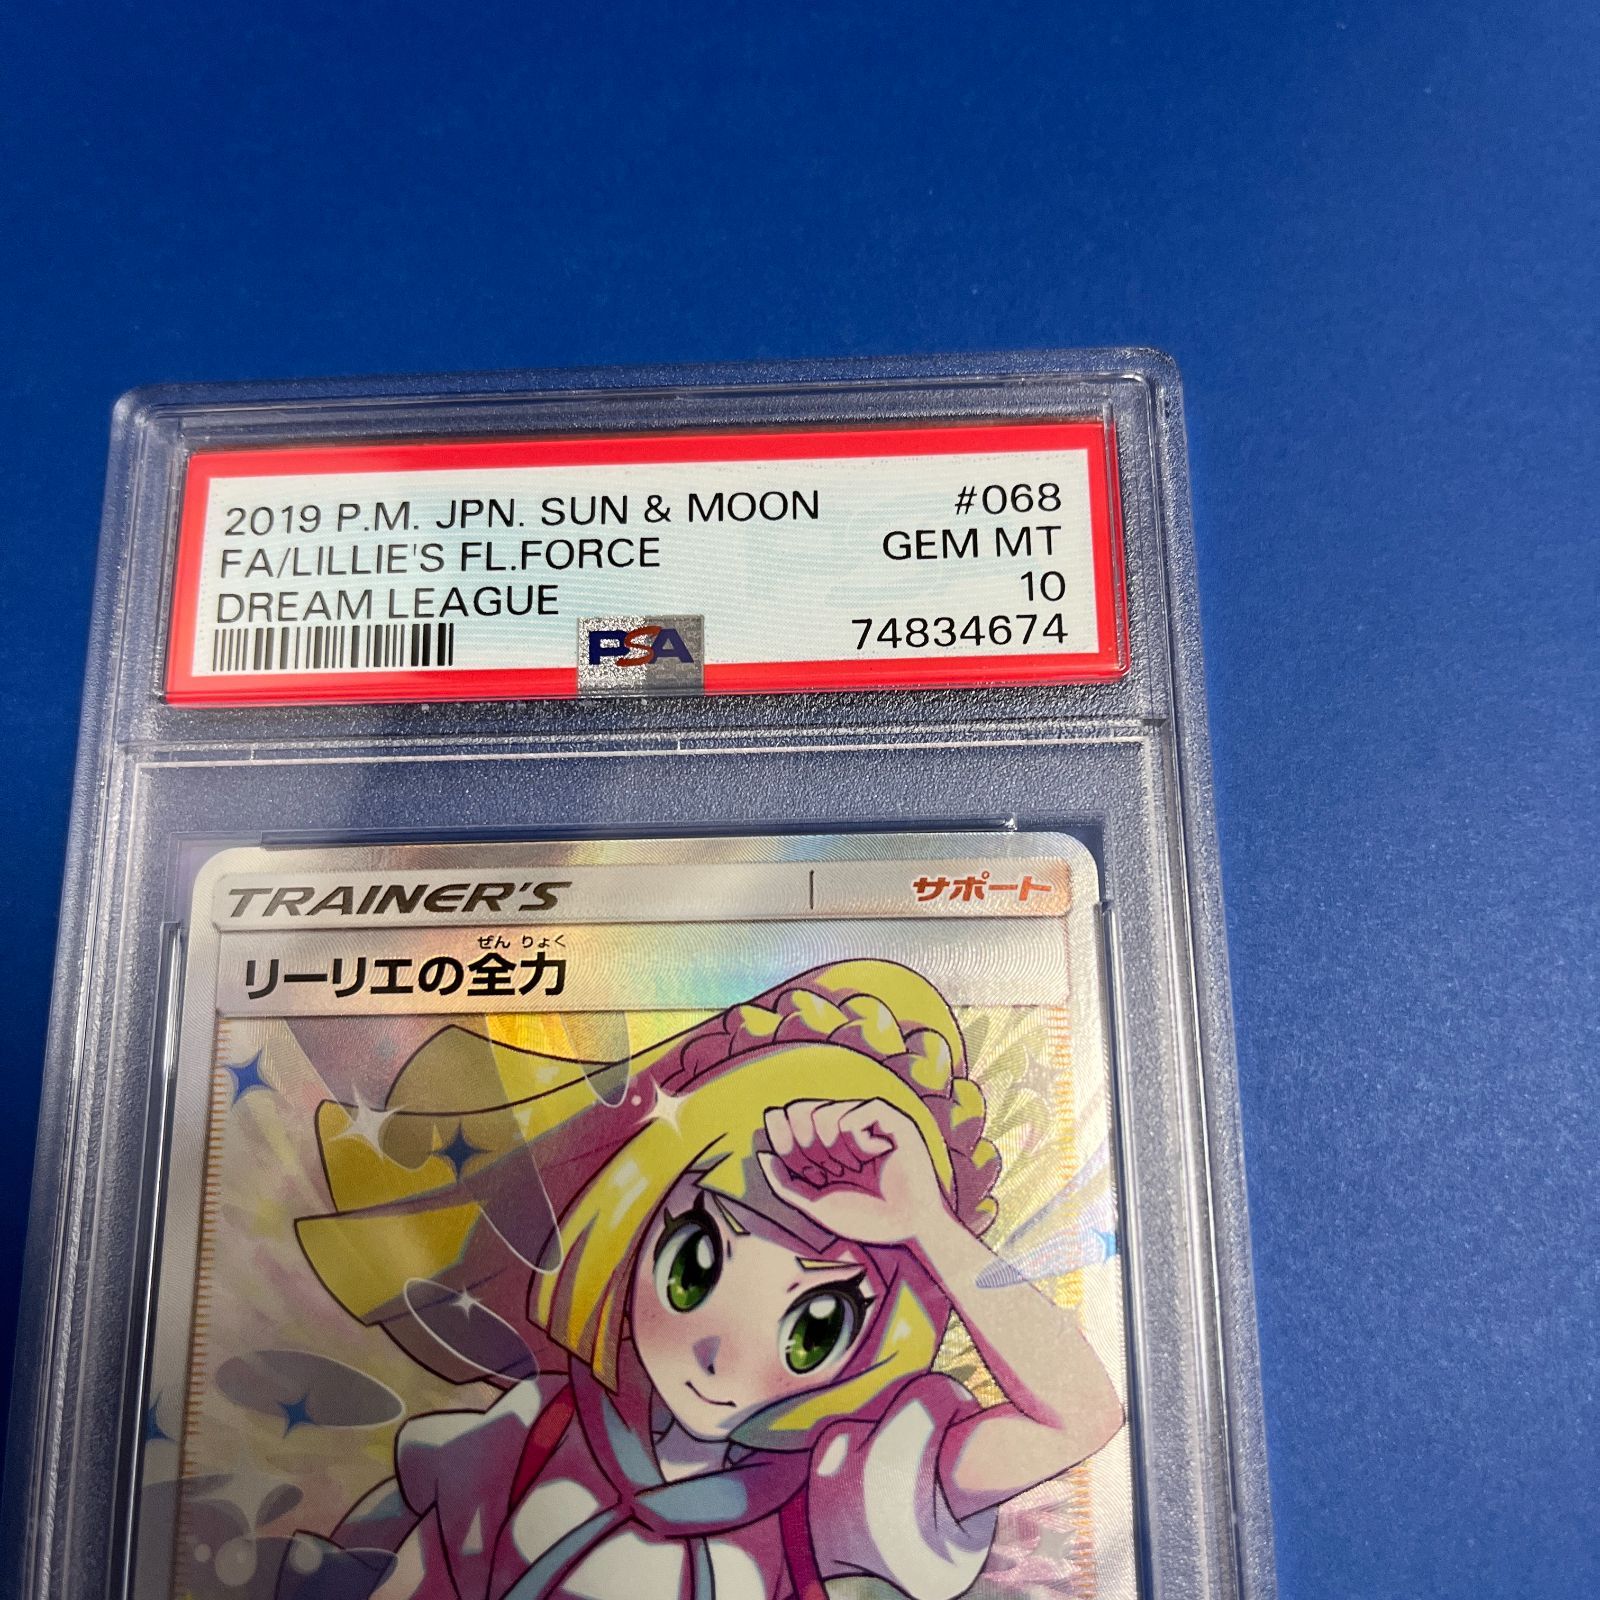 2019 P.M. JPN. SUN & MOON #068
FA/LILLIE'S FL.FORCE GEM MT
DREAM LEAGUE 10
PSA 74834674
TRAINER'S サポート
ぜん りょく
リーリエの全力